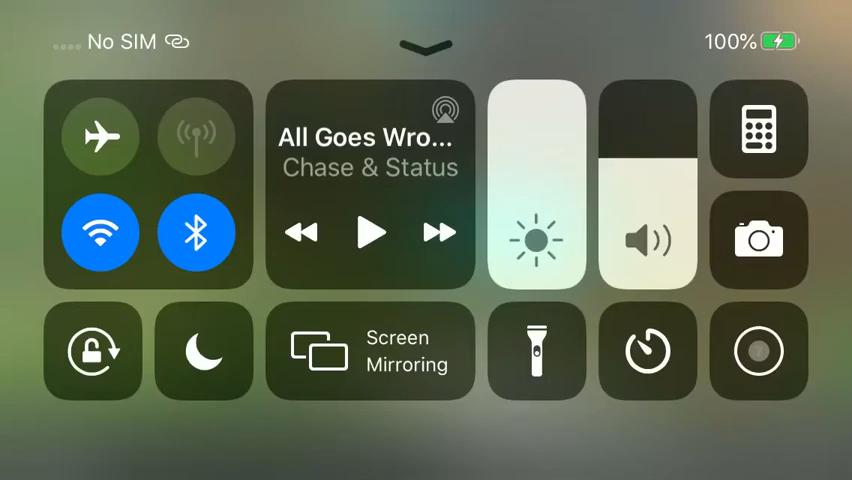 No SIM
100%
All Goes Wro...
Chase & Status
Screen
Mirroring